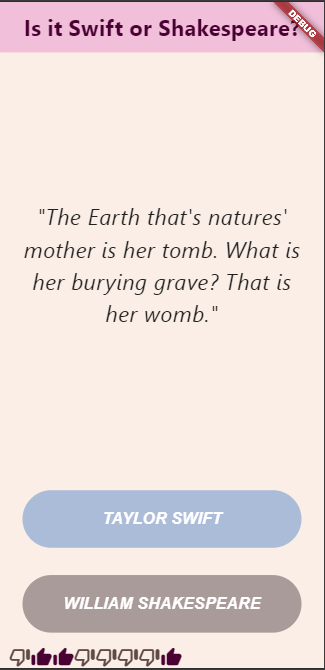 Is it Swift or Shakespeare?
DEBUG
"The Earth that's natures'
mother is her tomb. What is
her burying grave? That is
her womb."
TAYLOR SWIFT
WILLIAM SHAKESPEARE